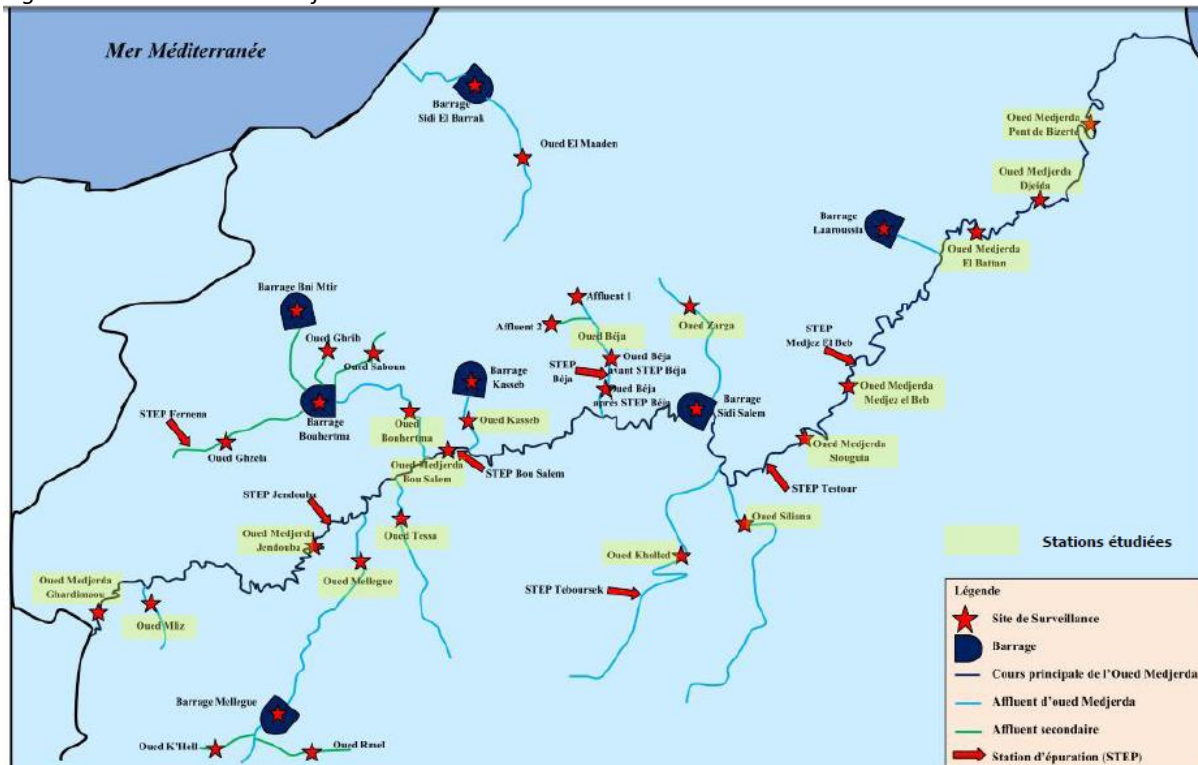 Mer Méditerranée
Barrage
Sidi El Barrak
Oued El Maaden
Oued Medjerda
Pont de Bizerte
Oued Medjerda
Djeida
Barrage
Laaroussia
Oued Medjerda
El Battan
Barrage Bni Mtir
Oued Ghrib
Oued Saboun
Affluent 1
Affluent 2
Oued Béja
Oued Zarga
STEP
Medjez El Beb
Barrage
Kasseb
STEP
Béja
Oued Béja
avant STEP Béja
Oued Béja
après STEP Béja
Barrage
Sidi Salem
Oued Medjerda
Medjez el Beb
STEP Fernena
Barrage
Bouhertma
Oued
Bouhertma
Oued Kasseb
Oued Ghzela
Oued Medjerda
Bou Salem
STEP Bou Salem
Oued Medjerda
Slouguia
STEP Testour
STEP Jendouba
Oued Medjerda
Jendouba
Oued Tessa
Oued Siliana
Oued Khalled
Oued Mellegue
Stations étudiées
Oued Medjerda
Ghardimaou
Oued Mliz
STEP Teboursek
Légende
Site de Surveillance
Barrage
Cours principale de l'Oued Medjerda
Affluent d'oued Medjerda
Affluent secondaire
Station d'épuration (STEP)
Barrage Mellegue
Oued K'Hell
Oued Rmel